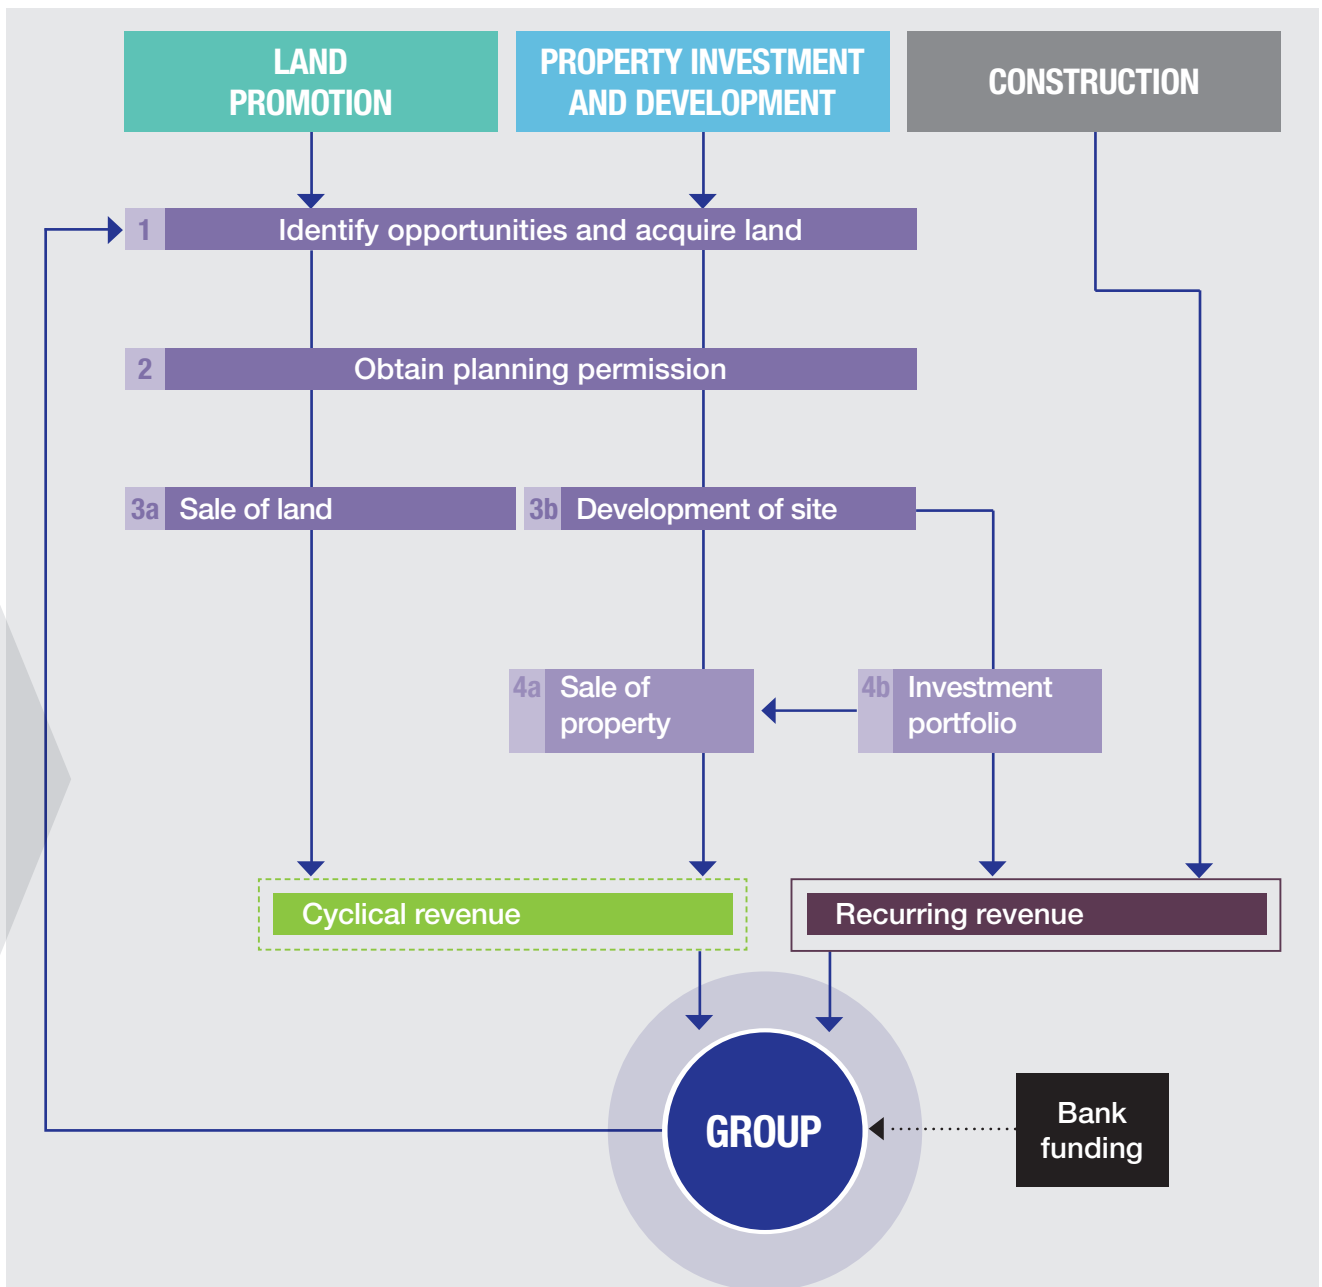 LAND
PROMOTION
PROPERTY INVESTMENT
AND DEVELOPMENT
CONSTRUCTION
1 Identify opportunities and acquire land
2 Obtain planning permission
3a Sale of land
3b Development of site
4a Sale of
property
4b Investment
portfolio
Cyclical revenue
Recurring revenue
GROUP
Bank
funding